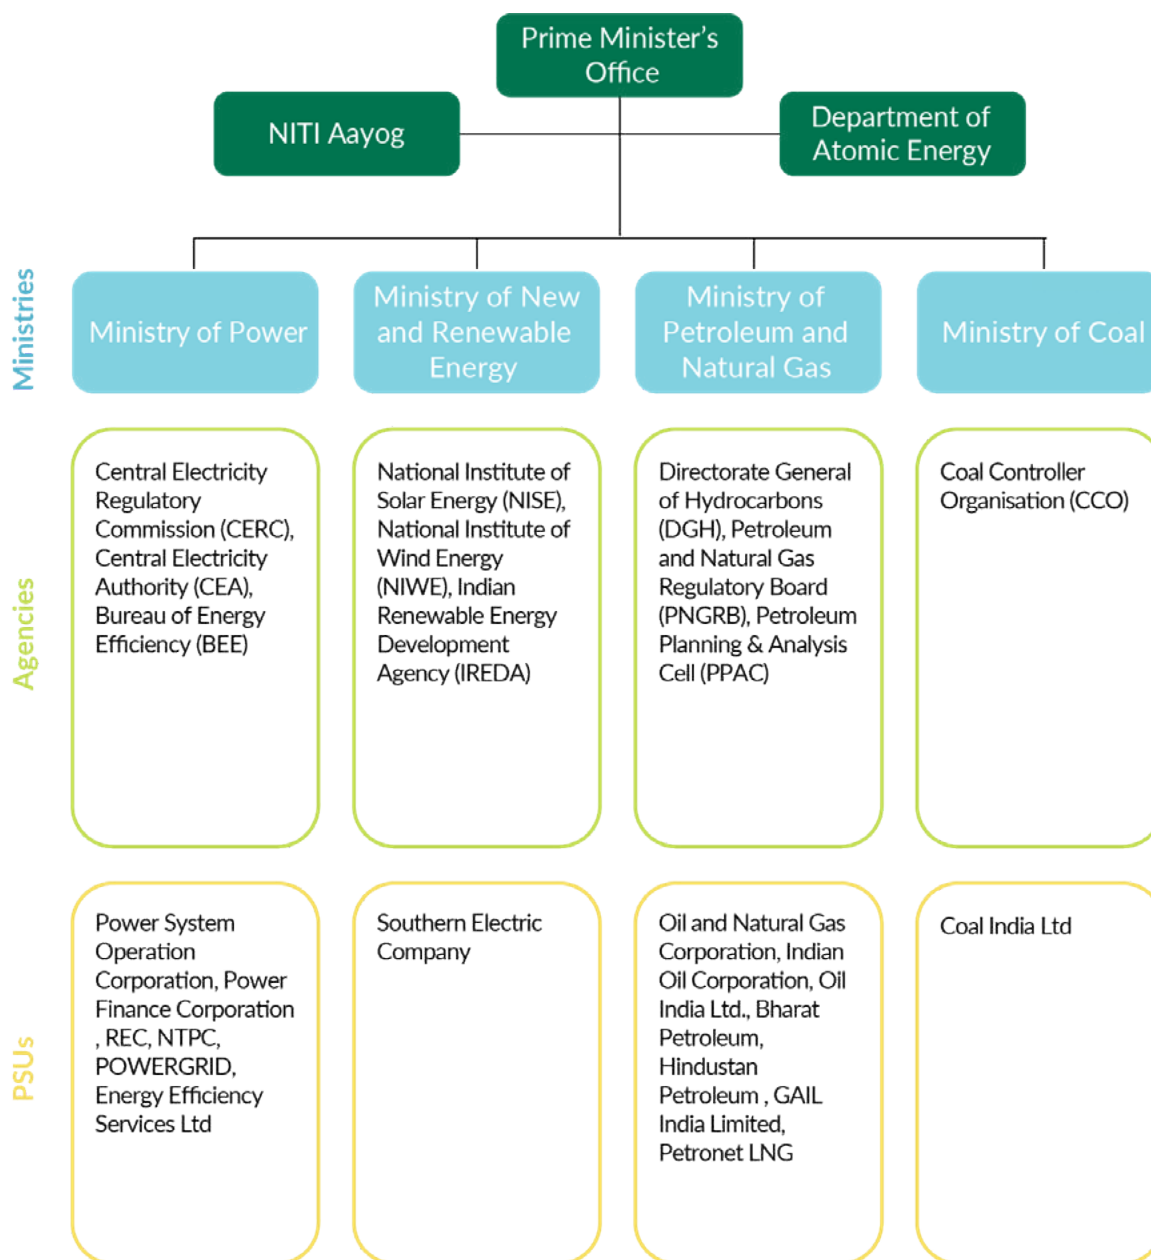 Prime Minister's
Office
NITI Aayog
Department of
Atomic Energy
Ministries
Ministry of Power
Ministry of New
and Renewable
Energy
Ministry of
Petroleum and
Natural Gas
Ministry of Coal
Agencies
Central Electricity
Regulatory
Commission (CERC),
Central Electricity
Authority (CEA),
Bureau of Energy
Efficiency (BEE)
National Institute of
Solar Energy (NISE),
National Institute of
Wind Energy
(NIWE), Indian
Renewable Energy
Development
Agency (IREDA)
Directorate General
of Hydrocarbons
(DGH), Petroleum
and Natural Gas
Regulatory Board
(PNGRB), Petroleum
Planning & Analysis
Cell (PPAC)
Coal Controller
Organisation (CCO)
PSUs
Power System
Operation
Corporation, Power
Finance Corporation
, REC, NTPC,
POWERGRID,
Energy Efficiency
Services Ltd
Southern Electric
Company
Oil and Natural Gas
Corporation, Indian
Oil Corporation, Oil
India Ltd., Bharat
Petroleum,
Hindustan
Petroleum , GAIL
India Limited,
Petronet LNG
Coal India Ltd